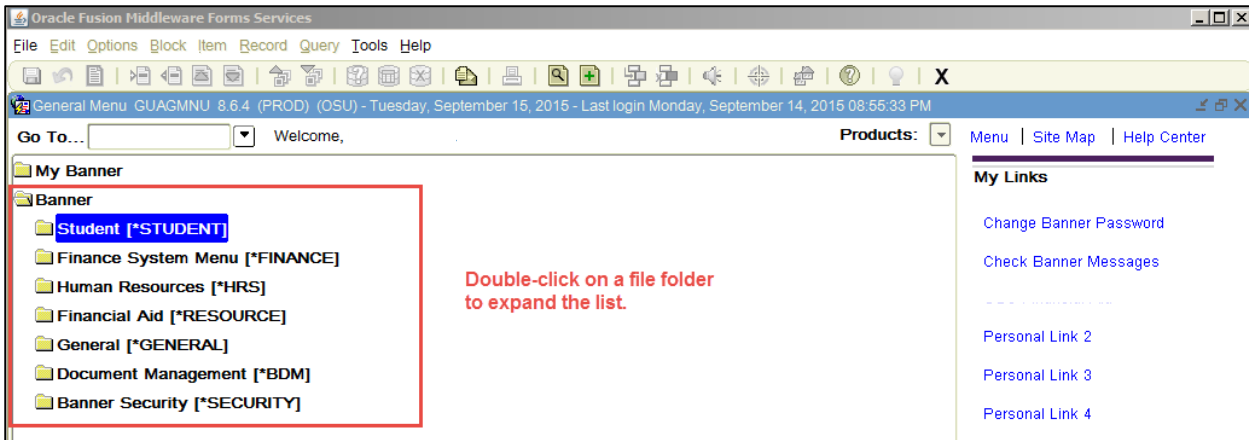 Oracle Fusion Middleware Forms Services
File Edit Options Block Item Record Query Tools Help
X
General Menu GUAGMNU 8.6.4 (PROD) (OSU) - Tuesday, September 15, 2015 - Last login Monday, September 14, 2015 08:55:33 PM
Go To... Welcome, Products: Menu | Site Map | Help Center
My Banner
My Links
Banner
Student [*STUDENT]
Change Banner Password
Finance System Menu [*FINANCE]
Check Banner Messages
Human Resources [*HRS]
Double-click on a file folder
to expand the list.
Financial Aid [*RESOURCE]
General [*GENERAL]
Personal Link 2
Document Management [*BDM]
Personal Link 3
Banner Security [*SECURITY]
Personal Link 4